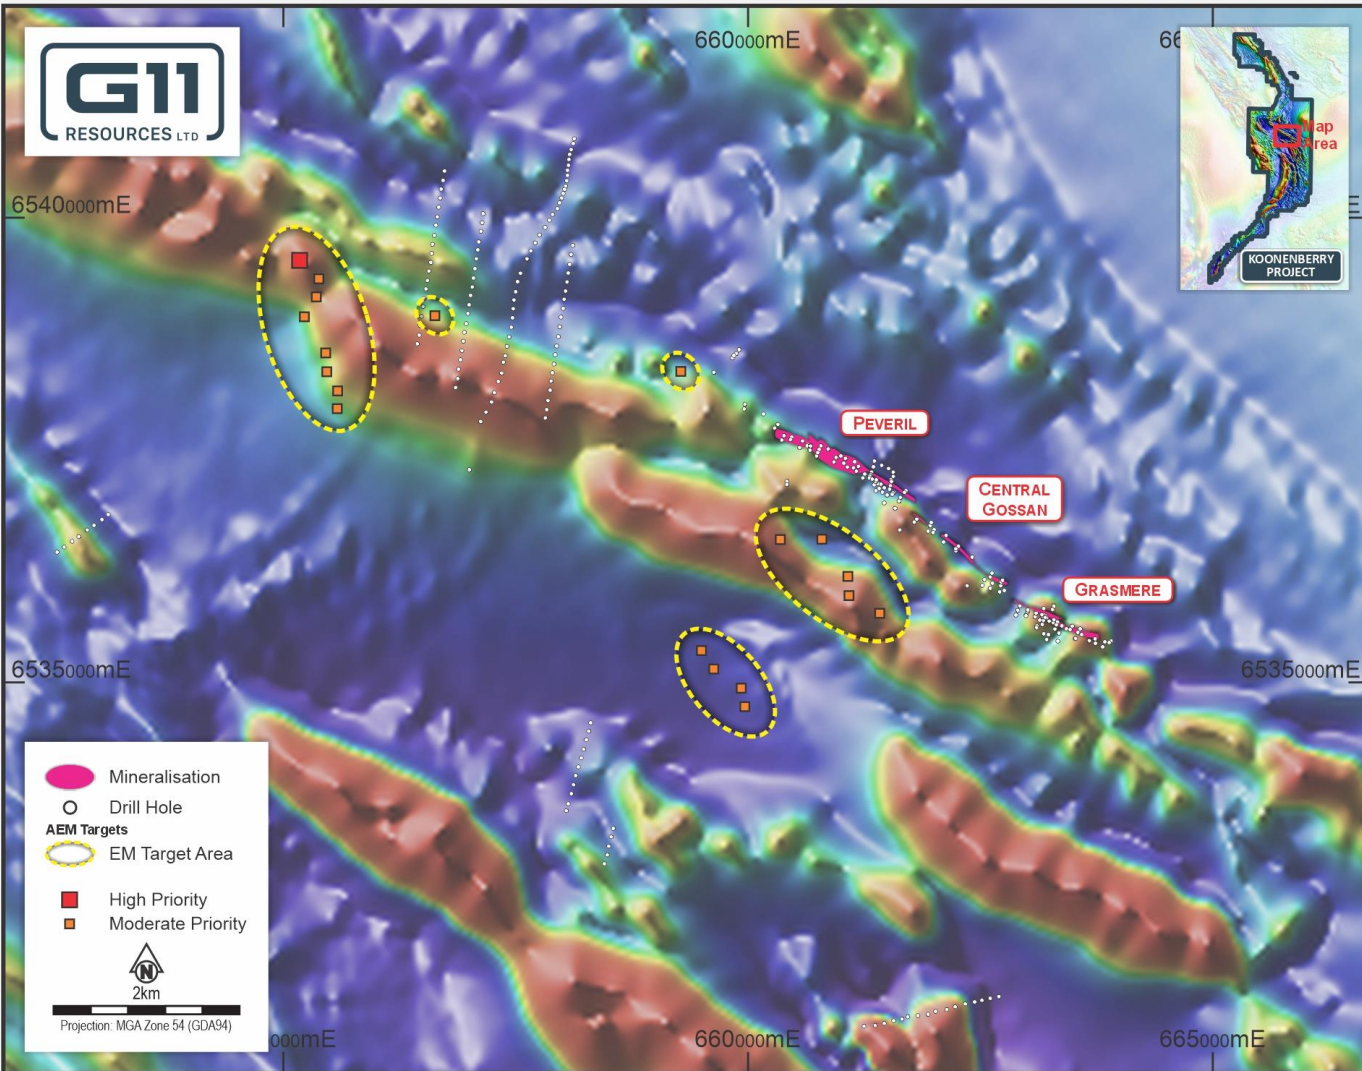 G11
RESOURCES LTD
660000mE
66
Map
Area
KOONENBERRY
PROJECT
6540000mE
E
PEVERIL
CENTRAL
GOSSAN
GRASMERE
6535000mE
6535000mE
Mineralisation
Drill Hole
AEM Targets
EM Target Area
High Priority
Moderate Priority
N
2km
Projection: MGA Zone 54 (GDA94)
000mE
660000mE
665000mE